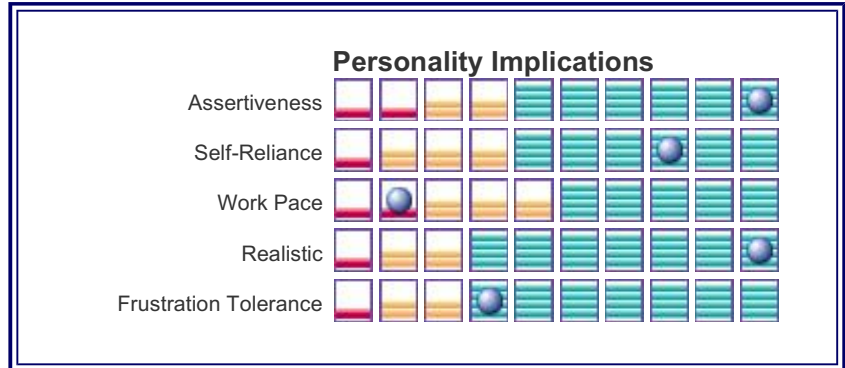 Personality Implications
Assertiveness
Self-Reliance
Work Pace
Realistic
Frustration Tolerance